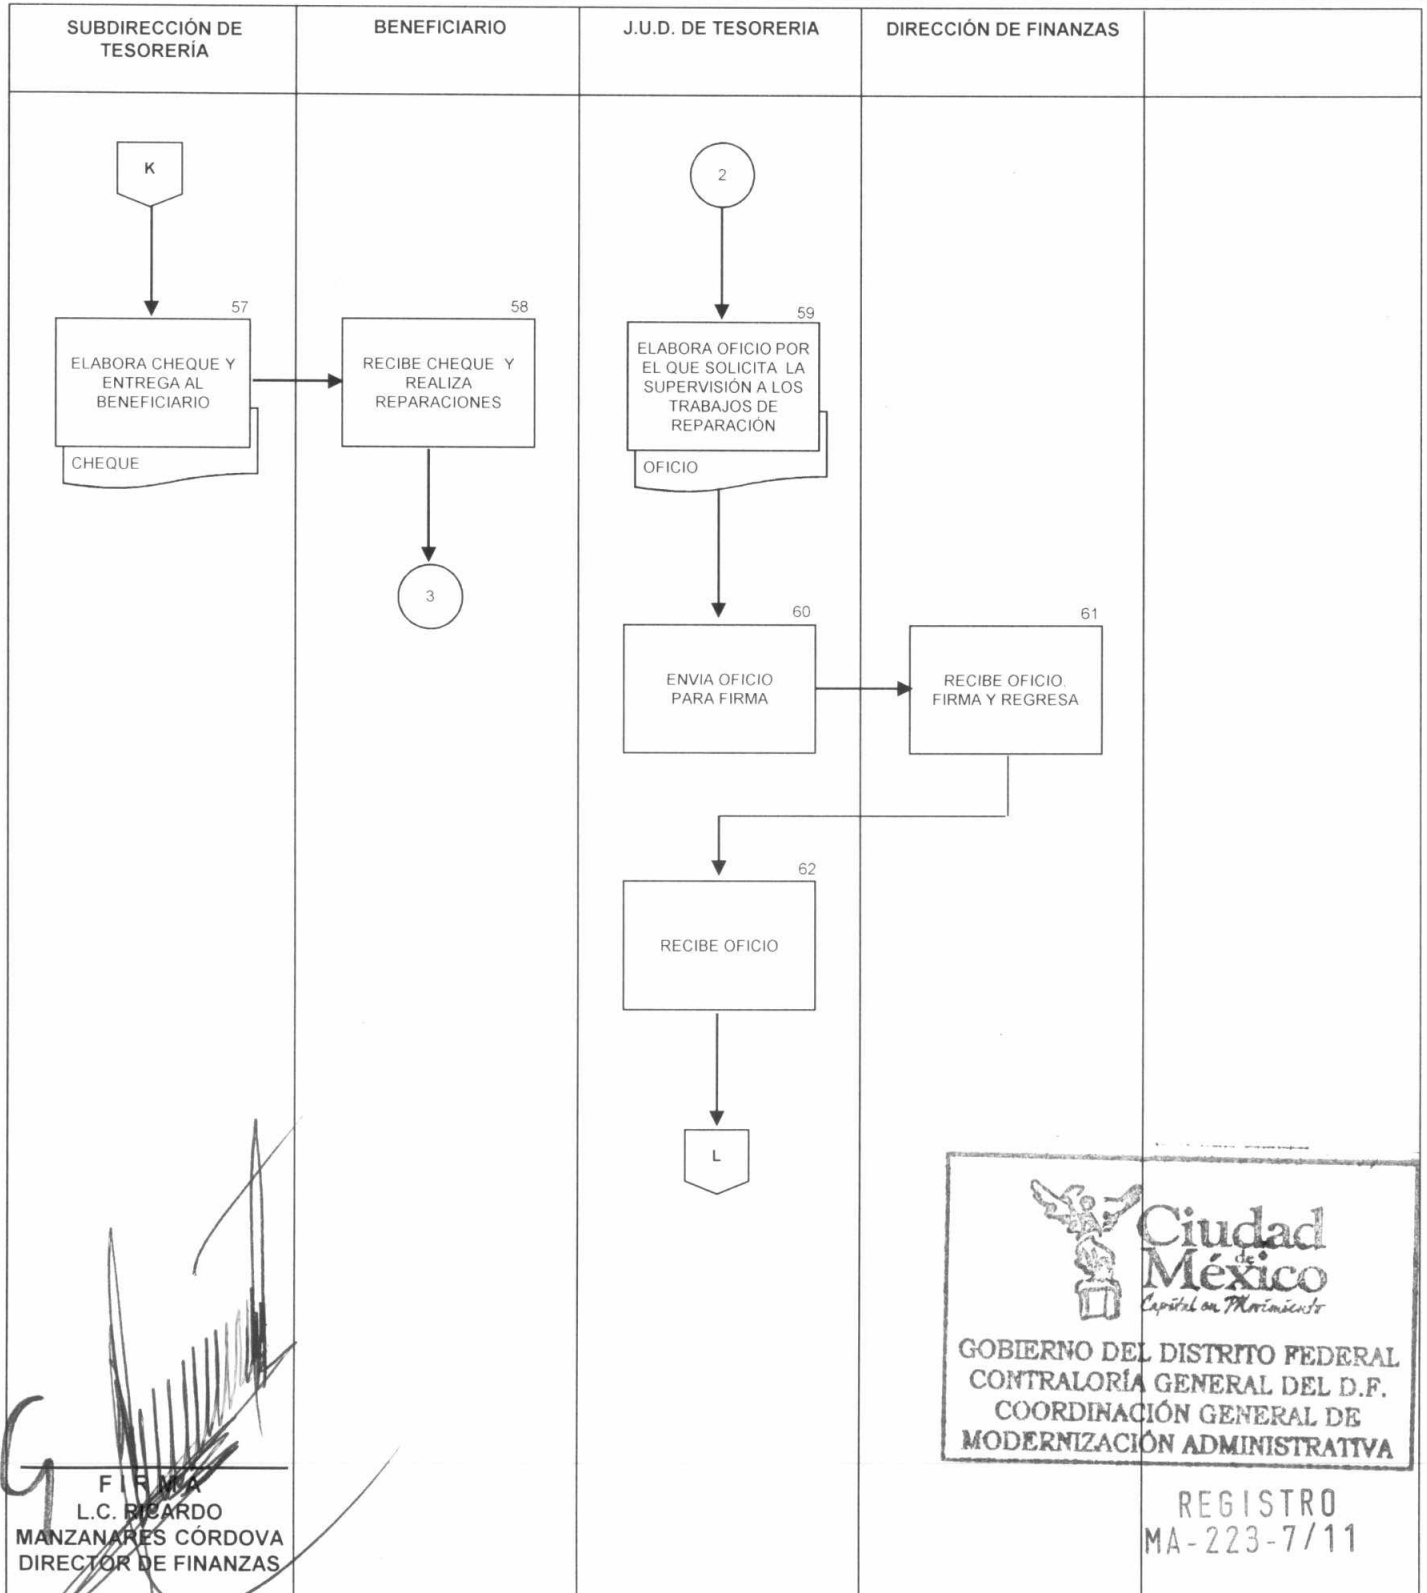 SUBDIRECCIÓN DE
TESORERÍA
BENEFICIARIO
J.U.D. DE TESORERIA
DIRECCIÓN DE FINANZAS
K
2
57
ELABORA CHEQUE Y
ENTREGA AL
BENEFICIARIO
CHEQUE
58
RECIBE CHEQUE Y
REALIZA
REPARACIONES
3
59
ELABORA OFICIO POR
EL QUE SOLICITA LA
SUPERVISIÓN A LOS
TRABAJOS DE
REPARACIÓN
OFICIO
60
ENVIA OFICIO
PARA FIRMA
61
RECIBE OFICIO.
FIRMA Y REGRESA
62
RECIBE OFICIO
L
Ciudad
de
México
Capital en Movimiento
GOBIERNO DEL DISTRITO FEDERAL
CONTRALORÍA GENERAL DEL D.F.
COORDINACIÓN GENERAL DE
MODERNIZACIÓN ADMINISTRATIVA
REGISTRO
MA-223-7/11
FIRMA
L.C. RICARDO
MANZANARES CÓRDOVA
DIRECTOR DE FINANZAS